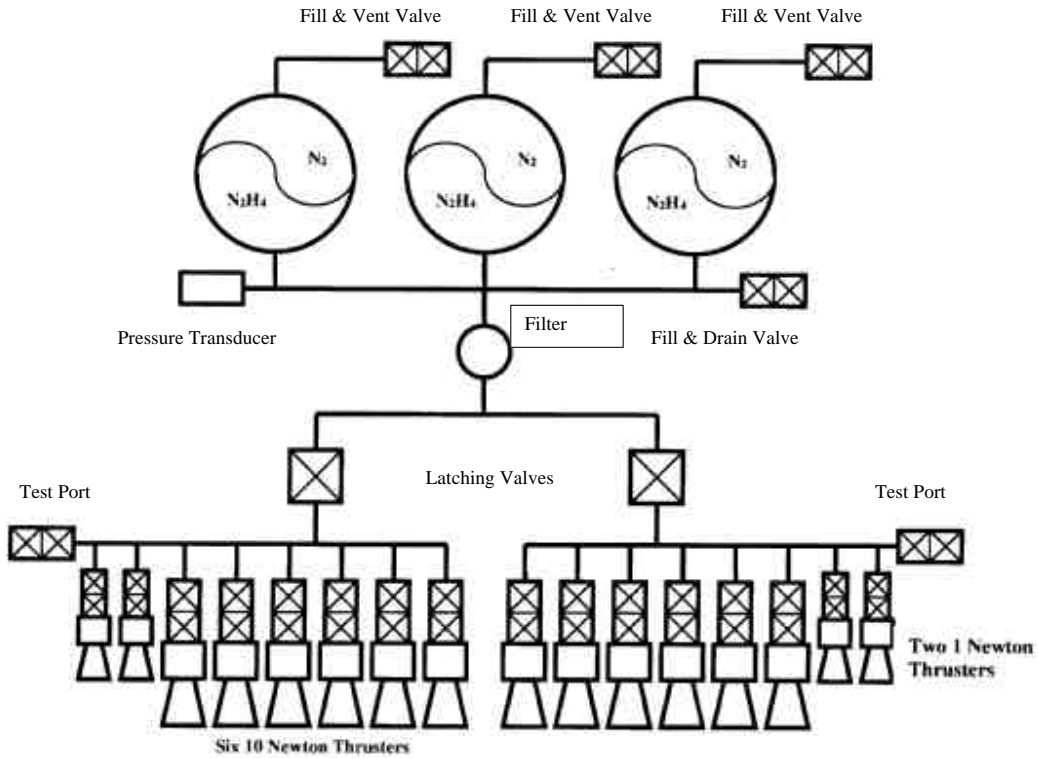 Fill & Vent Valve
Fill & Vent Valve
Fill & Vent Valve
N₂
N₂
N₂
N₂H₄
N₂H₄
N₂H₄
Filter
Pressure Transducer
Fill & Drain Valve
Latching Valves
Test Port
Test Port
Two 1 Newton
Thrusters
Six 10 Newton Thrusters